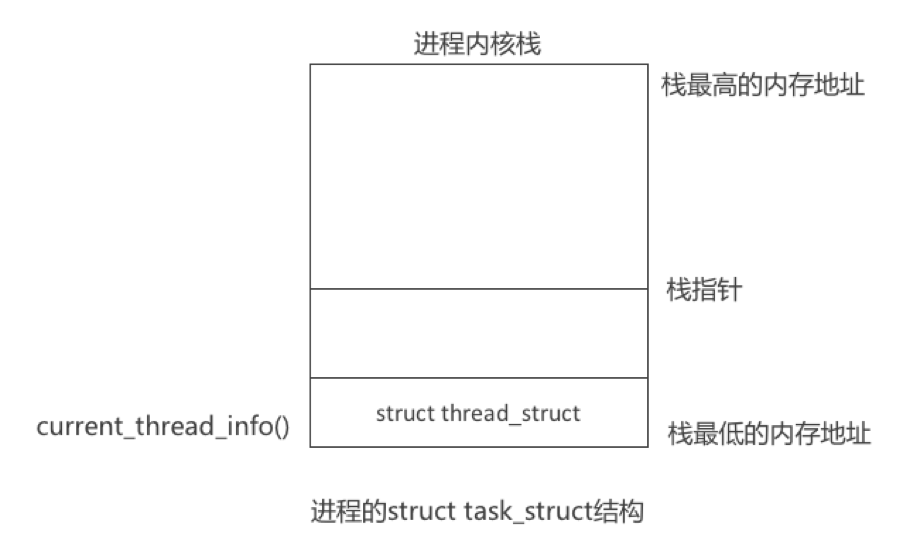 进程内核栈
栈最高的内存地址
栈指针
struct thread_struct
current_thread_info()
栈最低的内存地址
进程的struct task_struct结构